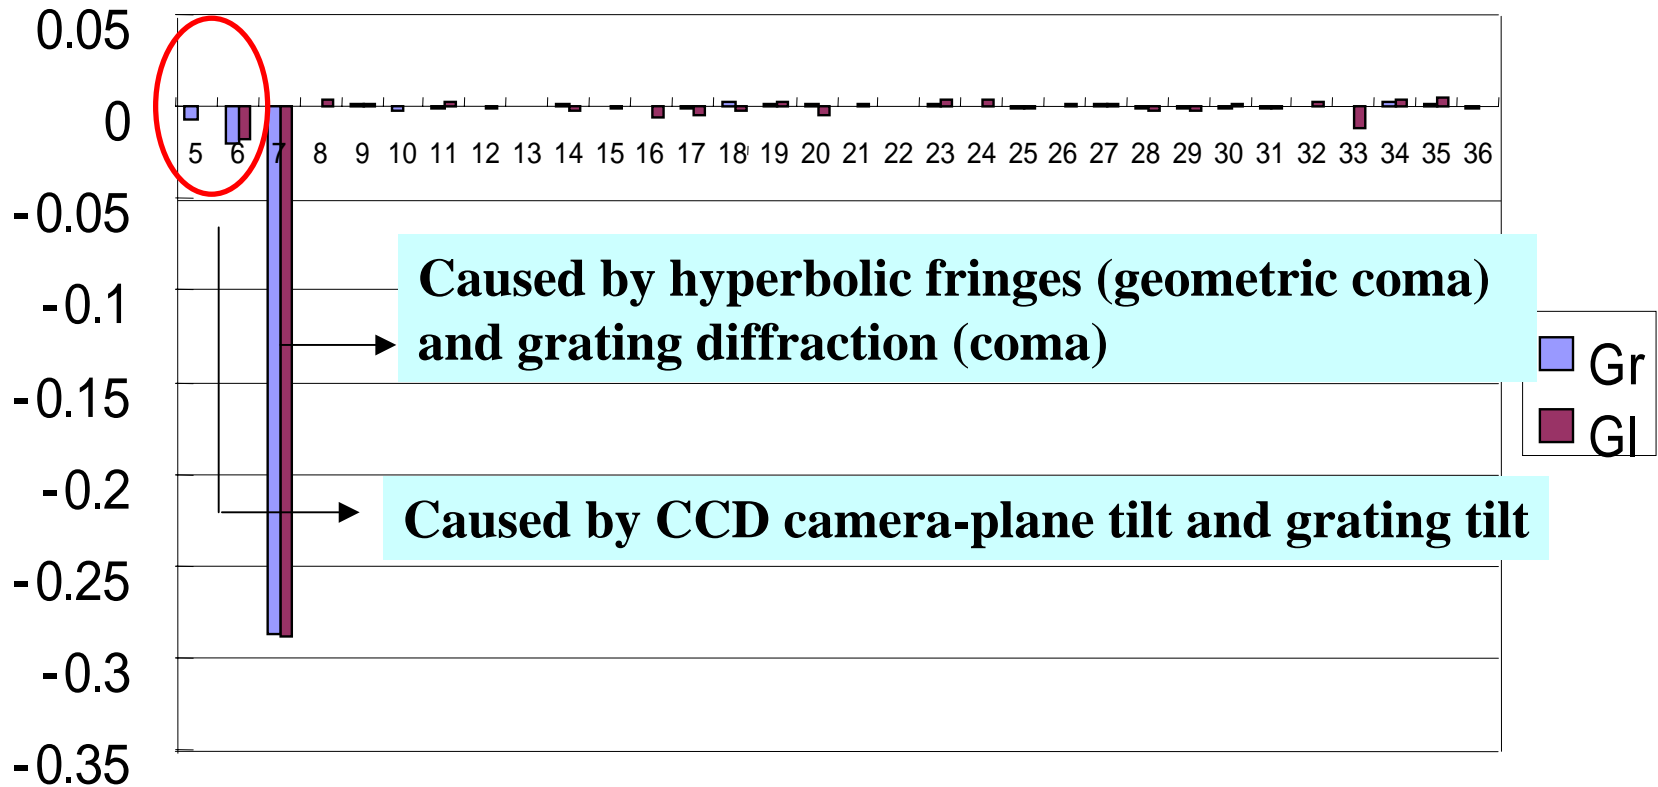 0.05
0
-0.05
-0.1
-0.15
-0.2
-0.25
-0.3
-0.35
5 6 7 8 9 10 11 12 13 14 15 16 17 18 19 20 21 22 23 24 25 26 27 28 29 30 31 32 33 34 35 36
Caused by hyperbolic fringes (geometric coma)
and grating diffraction (coma)
Caused by CCD camera-plane tilt and grating tilt
Gr
Gl